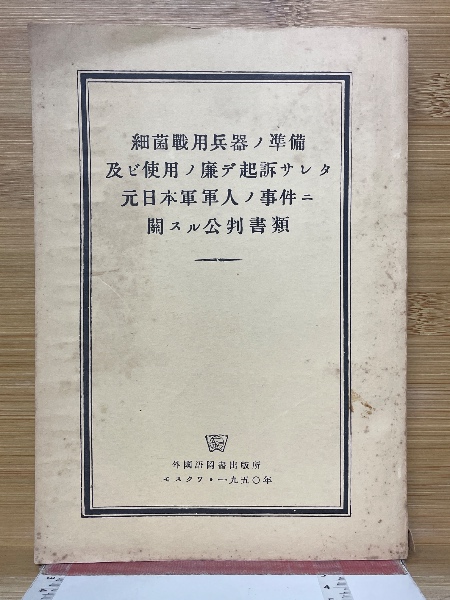 細菌戰用兵器ノ準備
及ビ使用ノ廉デ起訴サレタ
元日本軍軍人ノ事件ニ
關スル公判書類
外國語圖書出版所
モスクワ・一九五〇年